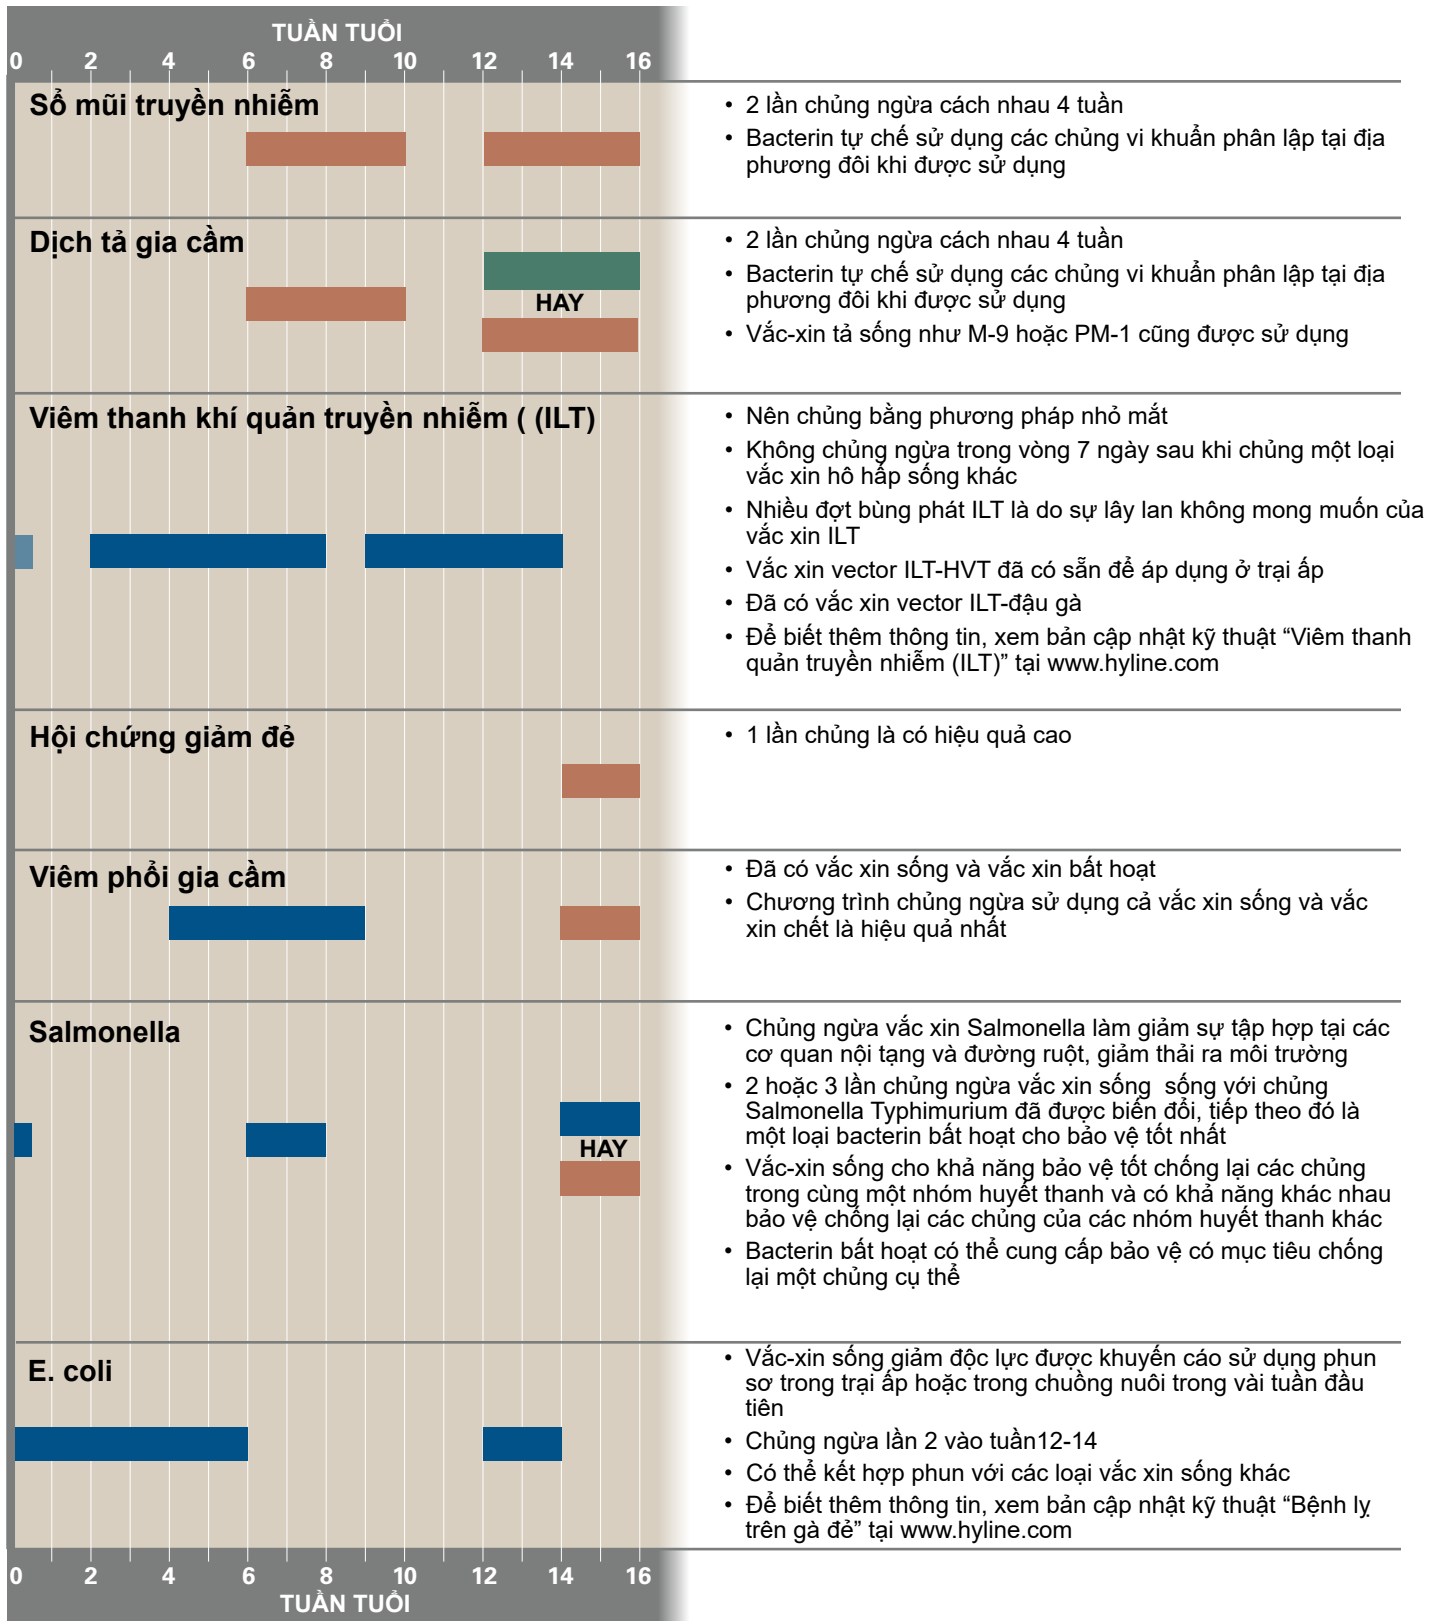 TUẦN TUỔI
0 2 4 6 8 10 12 14 16
Sổ mũi truyền nhiễm
• 2 lần chủng ngừa cách nhau 4 tuần
• Bacterin tự chế sử dụng các chủng vi khuẩn phân lập tại địa
phương đôi khi được sử dụng
Dịch tả gia cầm
HAY
• 2 lần chủng ngừa cách nhau 4 tuần
• Bacterin tự chế sử dụng các chủng vi khuẩn phân lập tại địa
phương đôi khi được sử dụng
• Vắc-xin tả sống như M-9 hoặc PM-1 cũng được sử dụng
Viêm thanh khí quản truyền nhiễm ( (ILT)
• Nên chủng bằng phương pháp nhỏ mắt
• Không chủng ngừa trong vòng 7 ngày sau khi chủng một loại
vắc xin hô hấp sống khác
• Nhiều đợt bùng phát ILT là do sự lây lan không mong muốn của
vắc xin ILT
• Vắc xin vector ILT-HVT đã có sẵn để áp dụng ở trại ấp
• Đã có vắc xin vector ILT-đậu gà
• Để biết thêm thông tin, xem bản cập nhật kỹ thuật “Viêm thanh
quản truyền nhiễm (ILT)” tại www.hyline.com
Hội chứng giảm đẻ
• 1 lần chủng là có hiệu quả cao
Viêm phổi gia cầm
• Đã có vắc xin sống và vắc xin bất hoạt
• Chương trình chủng ngừa sử dụng cả vắc xin sống và vắc
xin chết là hiệu quả nhất
Salmonella
HAY
• Chủng ngừa vắc xin Salmonella làm giảm sự tập hợp tại các
cơ quan nội tạng và đường ruột, giảm thải ra môi trường
• 2 hoặc 3 lần chủng ngừa vắc xin sống  sống với chủng
Salmonella Typhimurium đã được biến đổi, tiếp theo đó là
một loại bacterin bất hoạt cho bảo vệ tốt nhất
• Vắc-xin sống cho khả năng bảo vệ tốt chống lại các chủng
trong cùng một nhóm huyết thanh và có khả năng khác nhau
bảo vệ chống lại các chủng của các nhóm huyết thanh khác
• Bacterin bất hoạt có thể cung cấp bảo vệ có mục tiêu chống
lại một chủng cụ thể
E. coli
• Vắc-xin sống giảm độc lực được khuyến cáo sử dụng phun
sơ trong trại ấp hoặc trong chuồng nuôi trong vài tuần đầu
tiên
• Chủng ngừa lần 2 vào tuần12-14
• Có thể kết hợp phun với các loại vắc xin sống khác
• Để biết thêm thông tin, xem bản cập nhật kỹ thuật “Bệnh lỵ
trên gà đẻ” tại www.hyline.com
0 2 4 6 8 10 12 14 16
TUẦN TUỔI